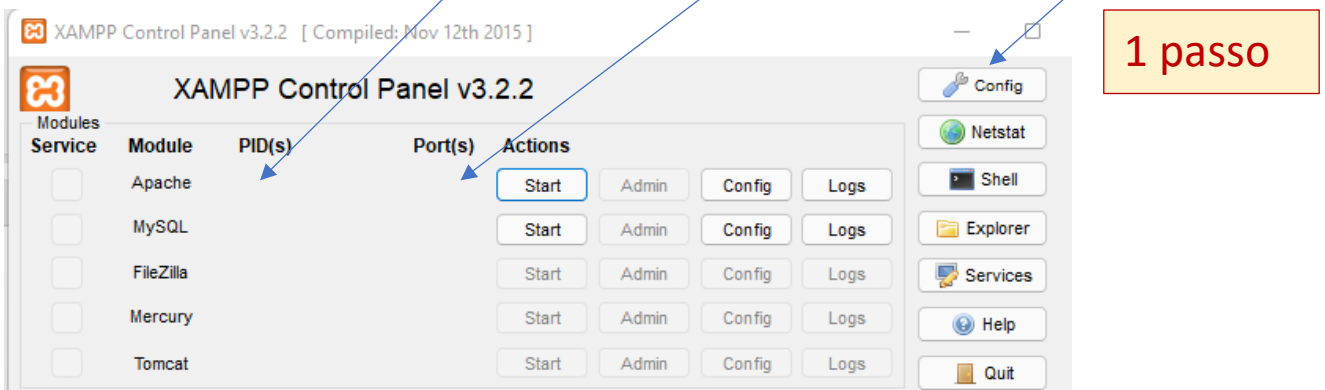 XAMPP Control Panel v3.2.2 [ Compiled: Nov 12th 2015 ]
1 passo
XAMPP Control Panel v3.2.2
Config
Modules
Netstat
Service Module PID(s) Port(s) Actions
Apache Start Admin Config Logs
Shell
MySQL Start Admin Config Logs
Explorer
FileZilla Start Admin Config Logs
Services
Mercury Start Admin Config Logs
Help
Tomcat Start Admin Config Logs
Quit